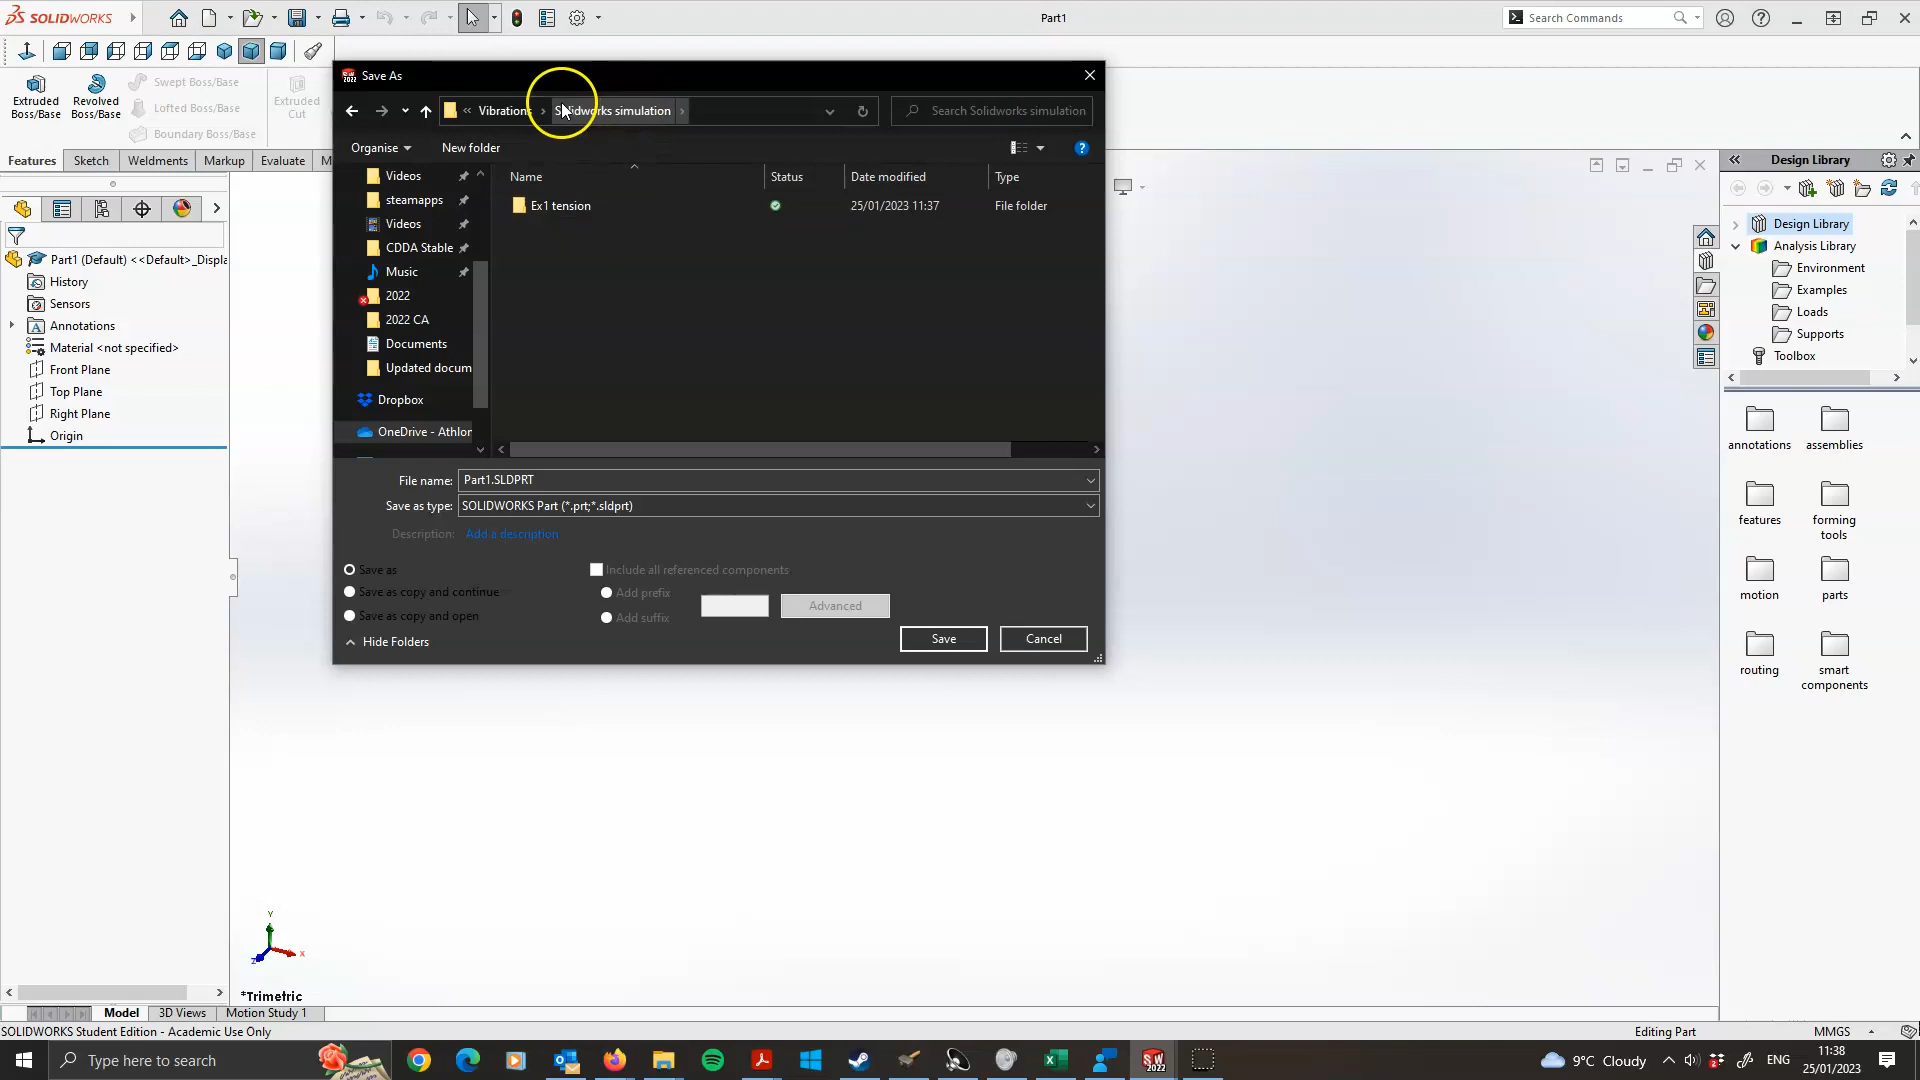 SOLIDWORKS
Part1
Search Commands
Extruded Boss/Base
Revolved Boss/Base
Swept Boss/Base
Lofted Boss/Base
Boundary Boss/Base
Extruded Cut
Features
Sketch
Weldments
Markup
Evaluate
M
Part1 (Default) <<Default>_Displa
History
Sensors
Annotations
Material <not specified>
Front Plane
Top Plane
Right Plane
Origin
Save As
Vibrations
Solidworks simulation
Search Solidworks simulation
Organise
New folder
Name
Status
Date modified
Type
Ex1 tension
25/01/2023 11:37
File folder
Videos
steamapps
Videos
CDDA Stable
Music
2022
2022 CA
Documents
Updated docum
Dropbox
OneDrive - Athlon
File name: Part1.SLDPRT
Save as type: SOLIDWORKS Part (*.prt;*.sldprt)
Description: Add a description
Save as
Save as copy and continue
Save as copy and open
Include all referenced components
Add prefix
Add suffix
Advanced
Hide Folders
Save
Cancel
Design Library
Design Library
Analysis Library
Environment
Examples
Loads
Supports
Toolbox
annotations
assemblies
features
forming tools
motion
parts
routing
smart components
Y
X
Z
*Trimetric
Model
3D Views
Motion Study 1
SOLIDWORKS Student Edition - Academic Use Only
Editing Part
MMGS
Type here to search
9°C Cloudy
ENG
11:38
25/01/2023